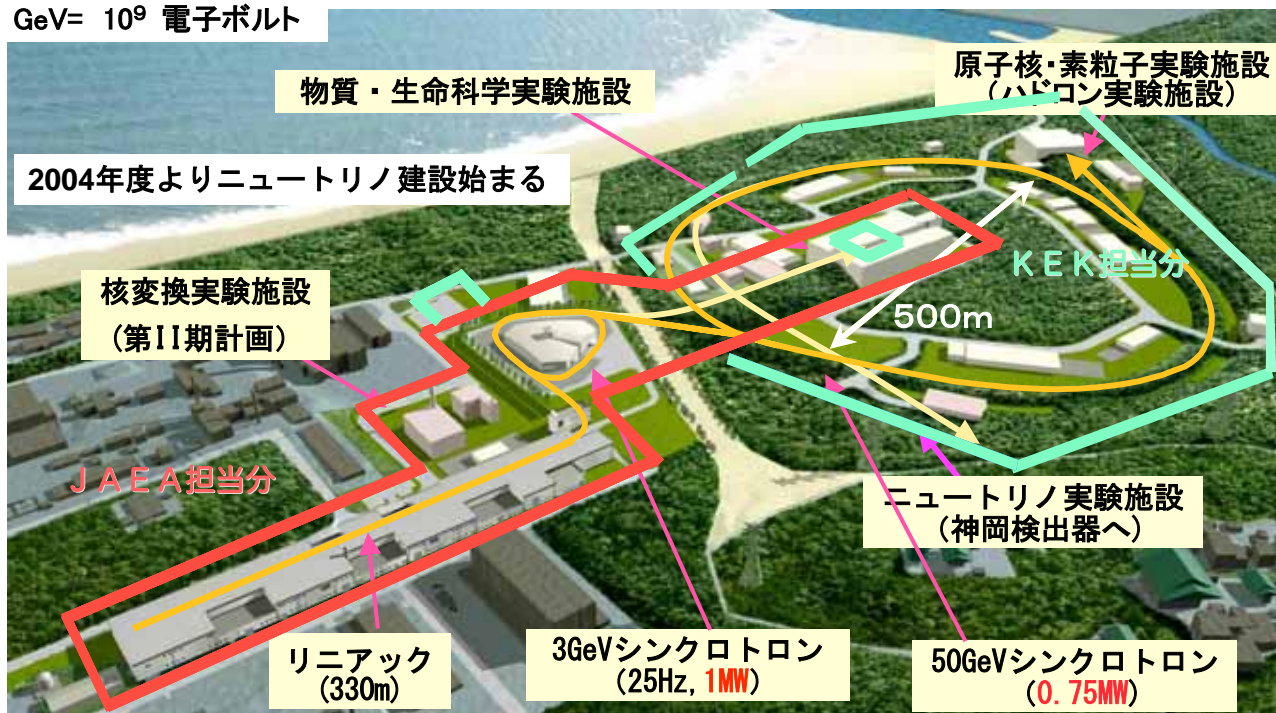 GeV= 10⁹ 電子ボルト
物質・生命科学実験施設
原子核・素粒子実験施設
(ハドロン実験施設)
2004年度よりニュートリノ建設始まる
核変換実験施設
(第II期計画)
KEK担当分
500m
JAEA担当分
ニュートリノ実験施設
(神岡検出器へ)
リニアック
(330m)
3GeVシンクロトロン
(25Hz, 1MW)
50GeVシンクロトロン
(0.75MW)